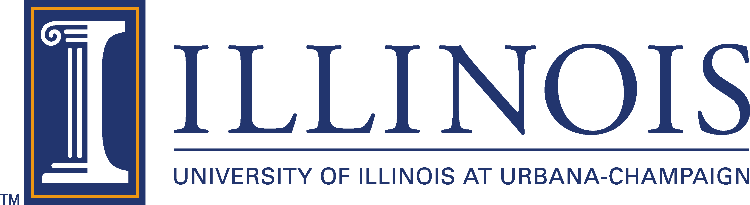 ILLINOIS
UNIVERSITY OF ILLINOIS AT URBANA-CHAMPAIGN
TM